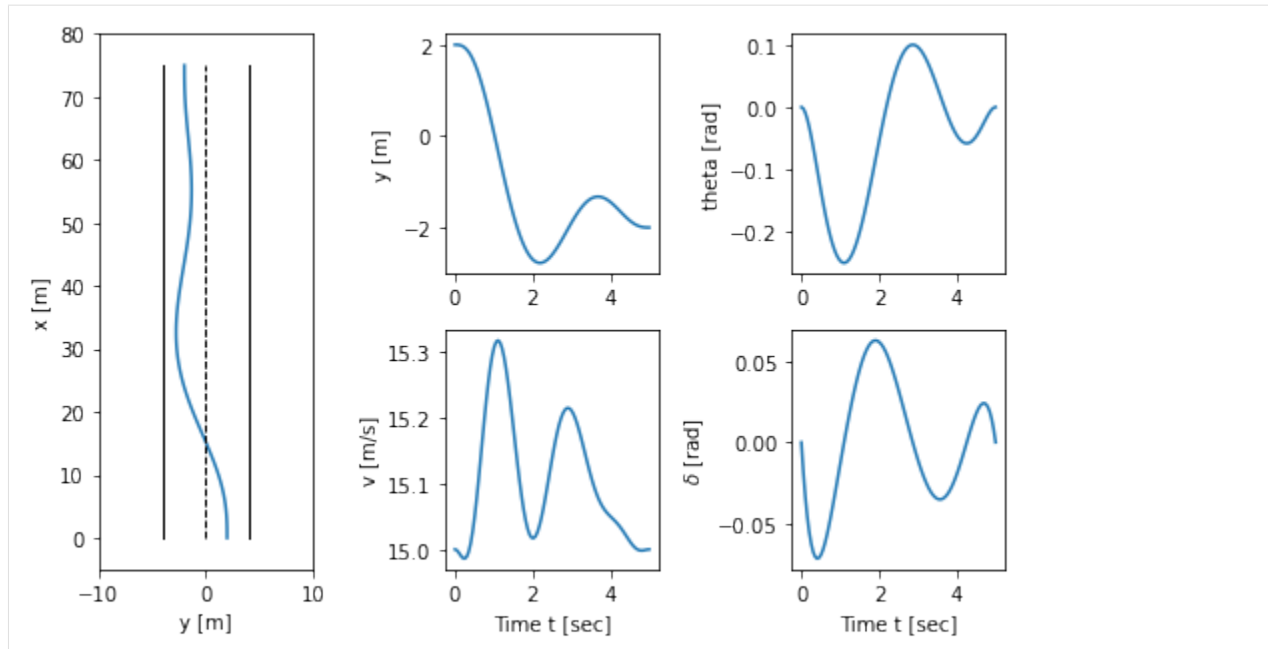 80
70
60
50
40
30
20
10
0
x [m]
−10 0 10
y [m]
2
0
−2
y [m]
0 2 4
0.1
0.0
−0.1
−0.2
theta [rad]
0 2 4
15.3
15.2
15.1
15.0
v [m/s]
0 2 4
Time t [sec]
0.05
0.00
−0.05
δ [rad]
0 2 4
Time t [sec]